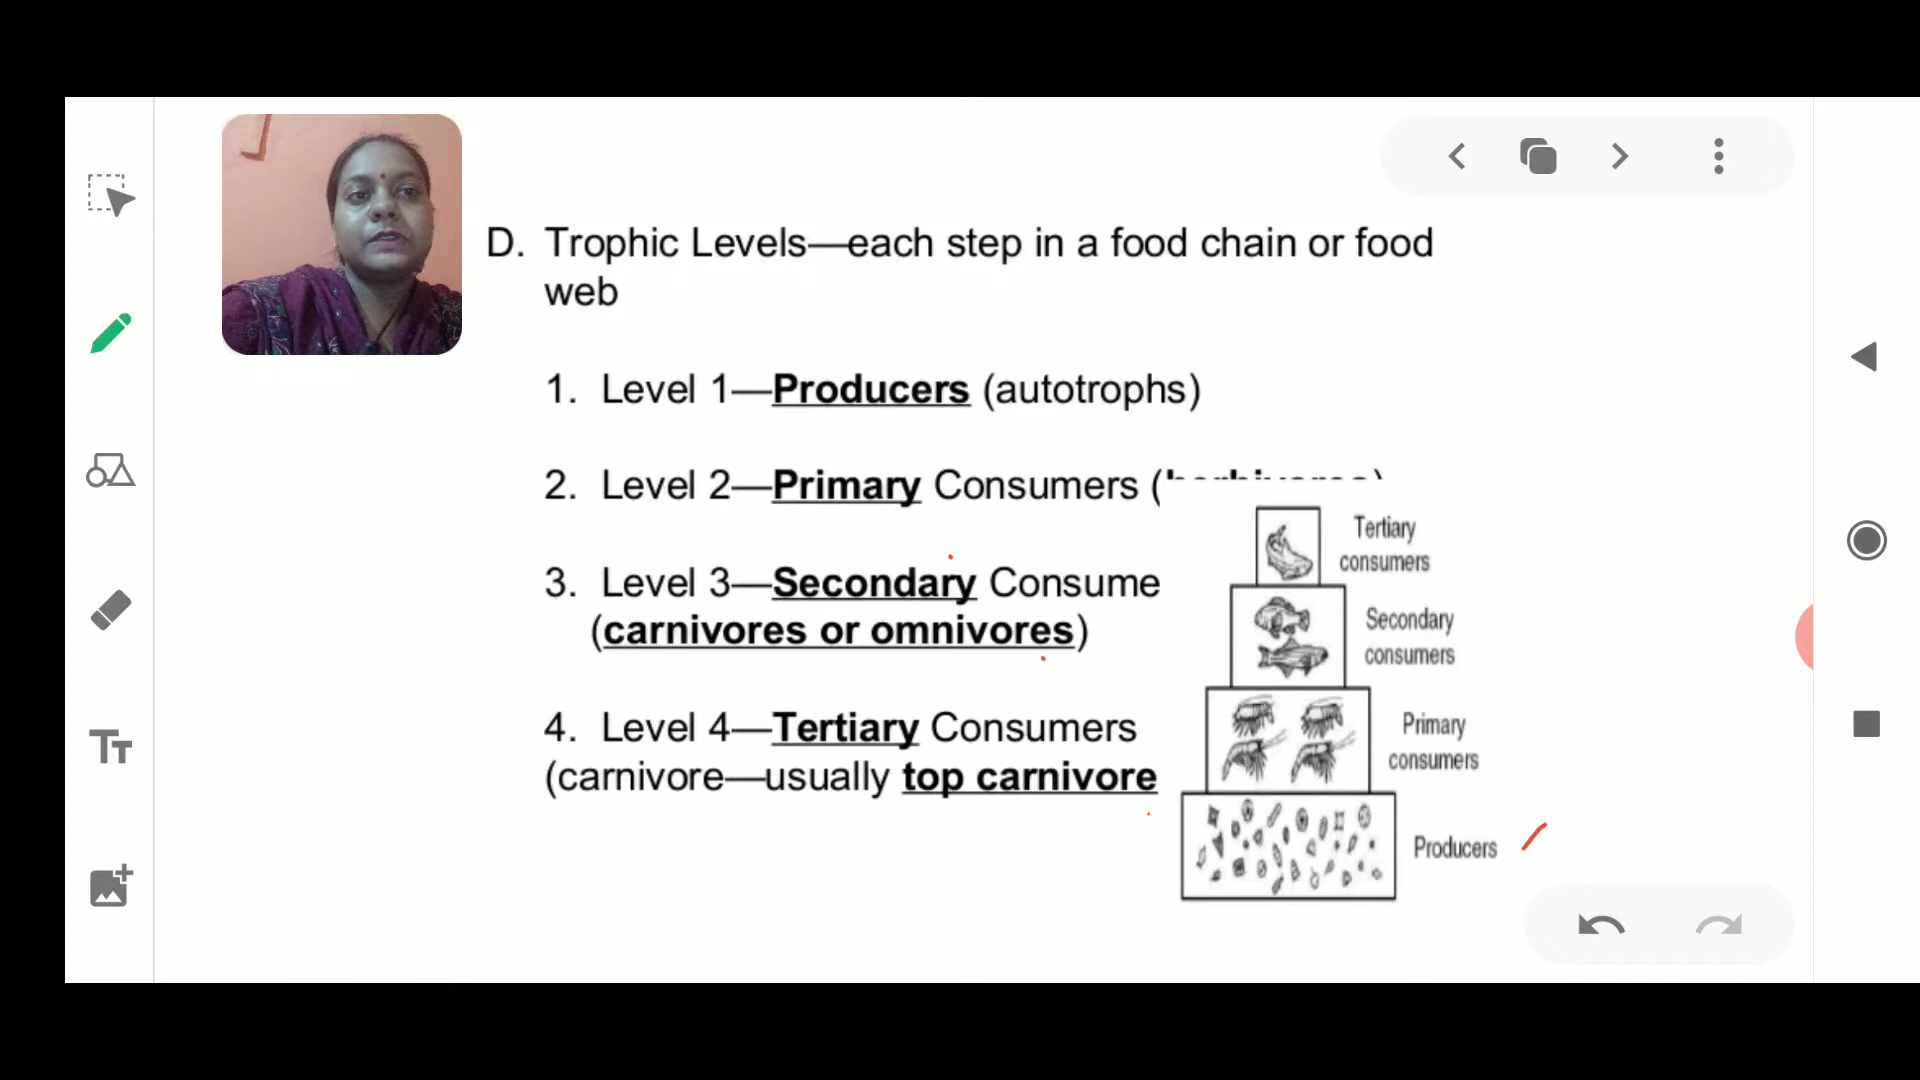 D. Trophic Levels—each step in a food chain or food
web
1. Level 1—Producers (autotrophs)
2. Level 2—Primary Consumers (
3. Level 3—Secondary Consume
(carnivores or omnivores)
4. Level 4—Tertiary Consumers
(carnivore—usually top carnivore
Tertiary
consumers
Secondary
consumers
Primary
consumers
Producers
TT